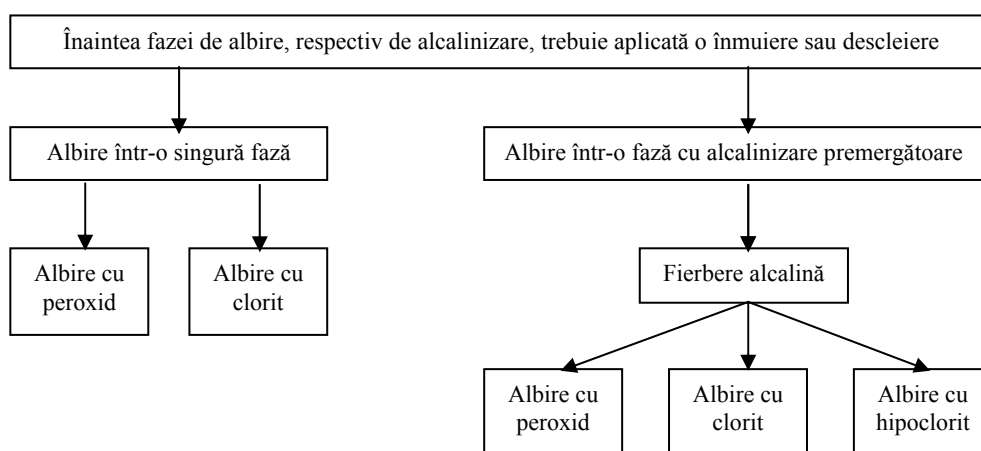 Înaintea fazei de albire, respectiv de alcalinizare, trebuie aplicată o înmuiere sau descleiere
Albire într-o singură fază
Albire într-o fază cu alcalinizare premergătoare
Albire cu
peroxid
Albire cu
clorit
Fierbere alcalină
Albire cu
peroxid
Albire cu
clorit
Albire cu
hipoclorit